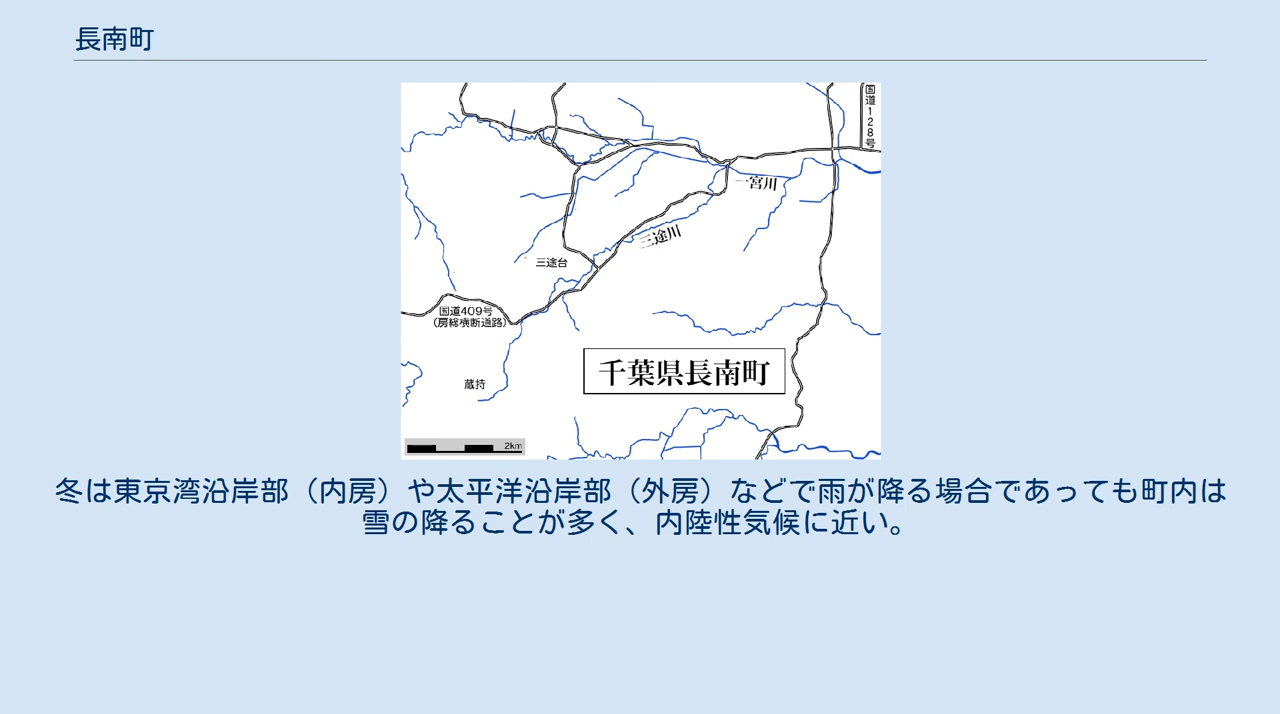 長南町
国道128号
一宮川
三途川
三途台
国道409号
(房総横断道路)
千葉県長南町
蔵持
2km
冬は東京湾沿岸部（内房）や太平洋沿岸部（外房）などで雨が降る場合であっても町内は
雪の降ることが多く、内陸性気候に近い。